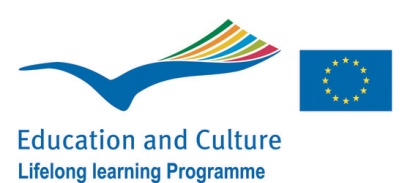 Education and Culture
Lifelong learning Programme